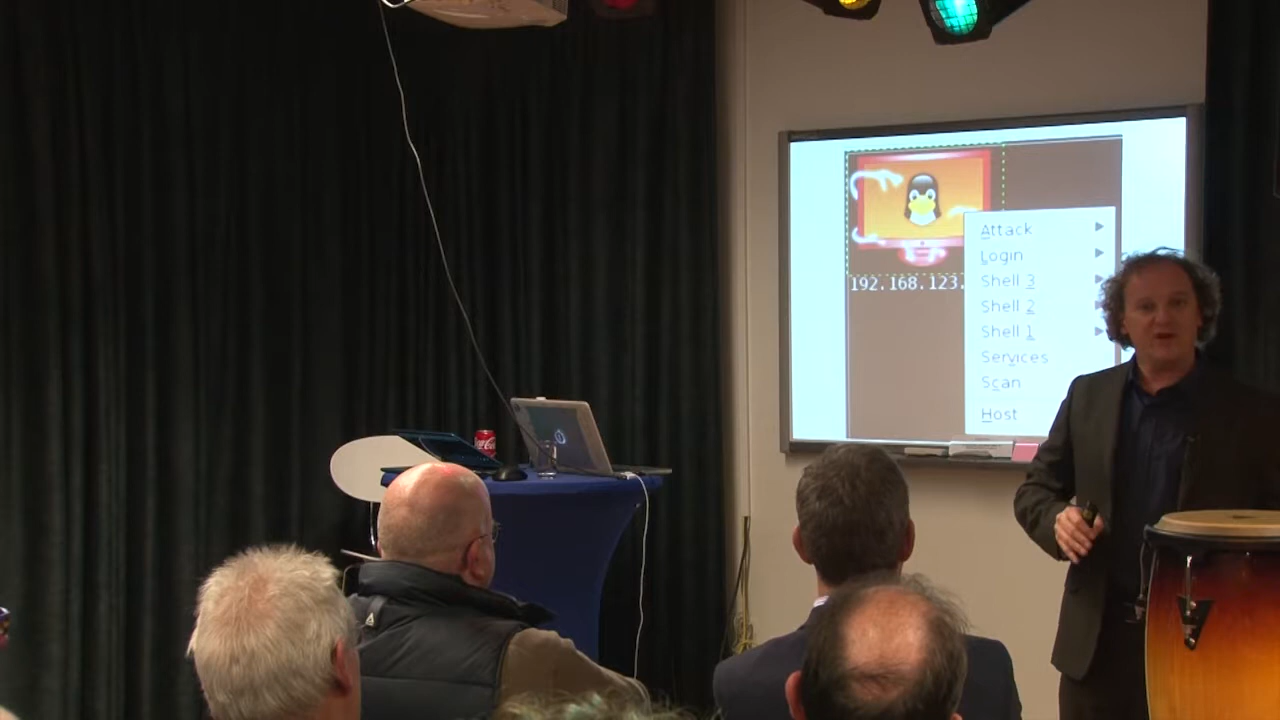 Attack
Login
192.168.123.
Shell 3
Shell 2
Shell 1
Services
Scan
Host